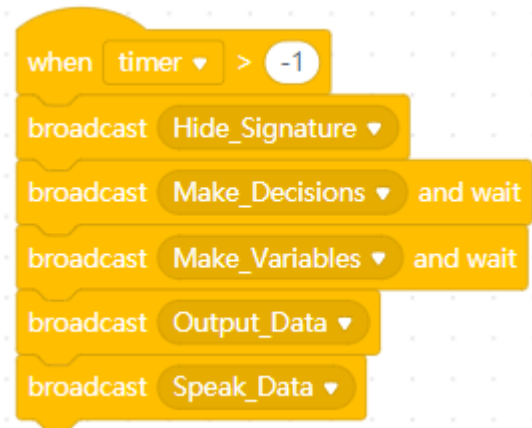 when timer > -1
broadcast Hide_Signature
broadcast Make_Decisions and wait
broadcast Make_Variables and wait
broadcast Output_Data
broadcast Speak_Data